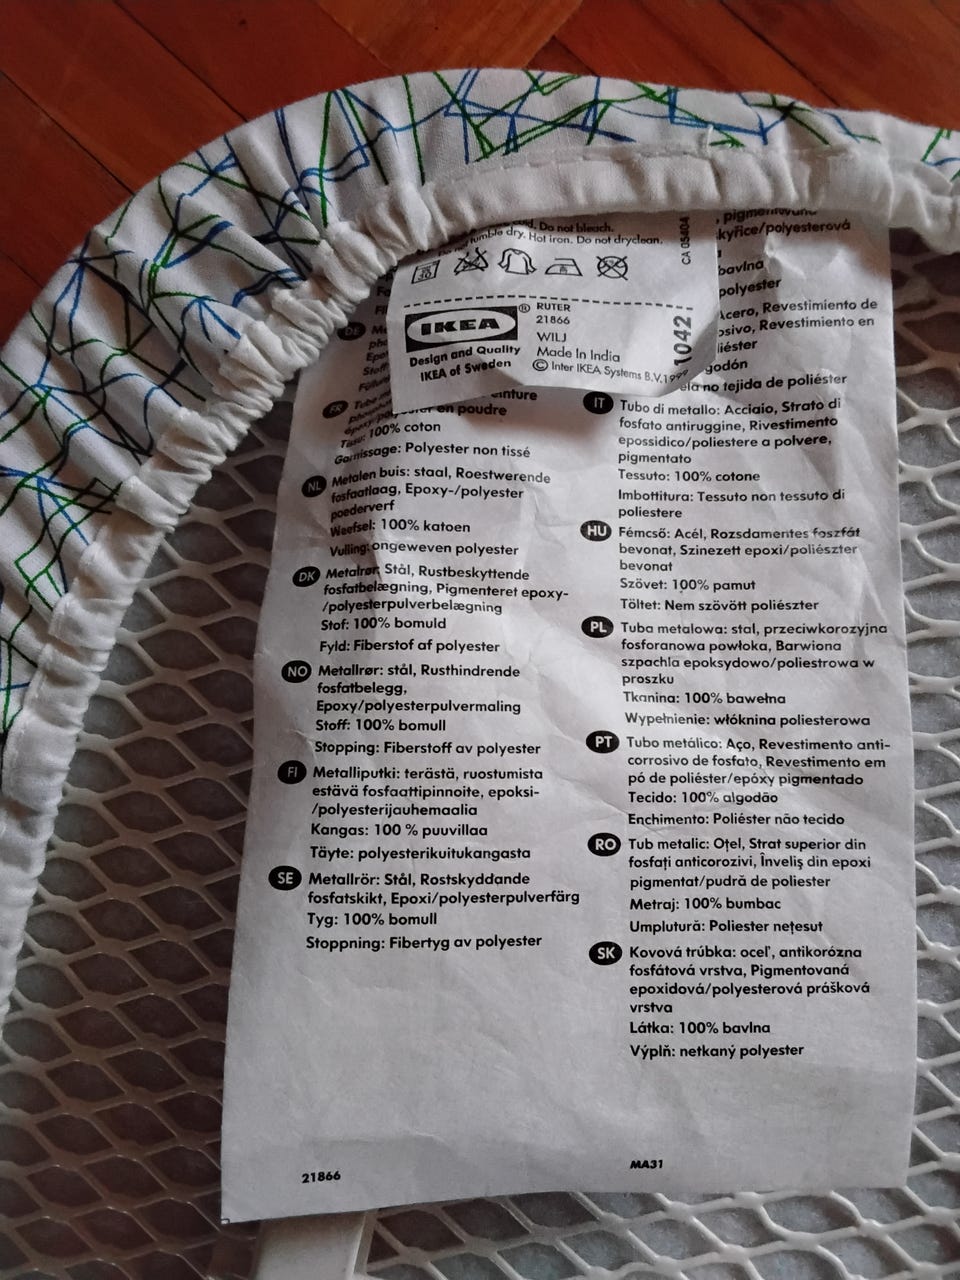 cold. Do not bleach.
Do not tumble dry. Hot iron. Do not dryclean.
40
CA 05404
IKEA ®
Design and Quality
IKEA of Sweden
RUTER
21866
WILJ
Made In India
© Inter IKEA Systems B.V. 1999
1042
DE
FR Tube
époxy
en poudre
Tissu: 100% coton
Garnissage: Polyester non tissé
NL Metalen buis: staal, Roestwerende
fosfaatlaag, Epoxy-/polyester
poederverf
Weefsel: 100% katoen
Vulling: ongeweven polyester
DK Metalrør: Stål, Rustbeskyttende
fosfatbelægning, Pigmenteret epoxy-
/polyesterpulverbelægning
Stof: 100% bomuld
Fyld: Fiberstof af polyester
NO Metallrør: stål, Rusthindrende
fosfatbelegg,
Epoxy/polyesterpulvermaling
Stoff: 100% bomull
Stopping: Fiberstoff av polyester
FI Metalliputki: terästä, ruostumista
estävä fosfaattipinnoite, epoksi-
/polyesterijauhemaalia
Kangas: 100 % puuvillaa
Täyte: polyesterikuitukangasta
SE Metallrör: Stål, Rostskyddande
fosfatskikt, Epoxi/polyesterpulverfärg
Tyg: 100% bomull
Stoppning: Fibertyg av polyester
21866
, pigmentované
kyřice/polyesterová
bavlna
polyester
Acero, Revestimiento de
osivo, Revestimiento en
liéster
godón
ela no tejida de poliéster
IT Tubo di metallo: Acciaio, Strato di
fosfato antiruggine, Rivestimento
epossidico/poliestere a polvere,
pigmentato
Tessuto: 100% cotone
Imbottitura: Tessuto non tessuto di
poliestere
HU Fémcső: Acél, Rozsdamentes foszfát
bevonat, Szinezett epoxi/poliészter
bevonat
Szövet: 100% pamut
Töltet: Nem szövött poliészter
PL Tuba metalowa: stal, przeciwkorozyjna
fosforanowa powłoka, Barwiona
szpachla epoksydowo/poliestrowa w
proszku
Tkanina: 100% bawełna
Wypełnienie: włóknina poliesterowa
PT Tubo metálico: Aço, Revestimento anti-
corrosivo de fosfato, Revestimento em
pó de poliéster/epóxy pigmentado
Tecido: 100% algodão
Enchimento: Poliéster não tecido
RO Tub metalic: Oțel, Strat superior din
fosfați anticorozivi, Înveliș din epoxi
pigmentat/pudră de poliester
Metraj: 100% bumbac
Umplutură: Poliester nețesut
SK Kovová trúbka: oceľ, antikorózna
fosfátová vrstva, Pigmentovaná
epoxidová/polyesterová prášková
vrstva
Látka: 100% bavlna
Výplň: netkaný polyester
MA31